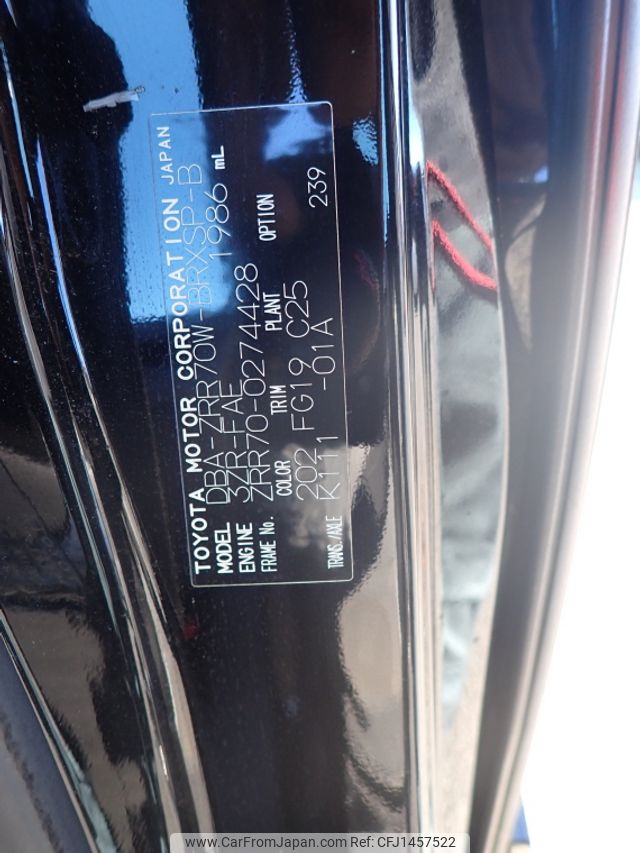 TOYOTA MOTOR CORPORATION JAPAN
MODEL DBA-ZRR70W-BRXSP-B
ENGINE 3ZR-FAE 1986 mL
FRAME No. ZRR70-0274428
COLOR TRIM PLANT OPTION
202 FG19 C25 239
TRANS./AXLE K111 -01A
www.CarFromJapan.com Ref:CFJ1457522